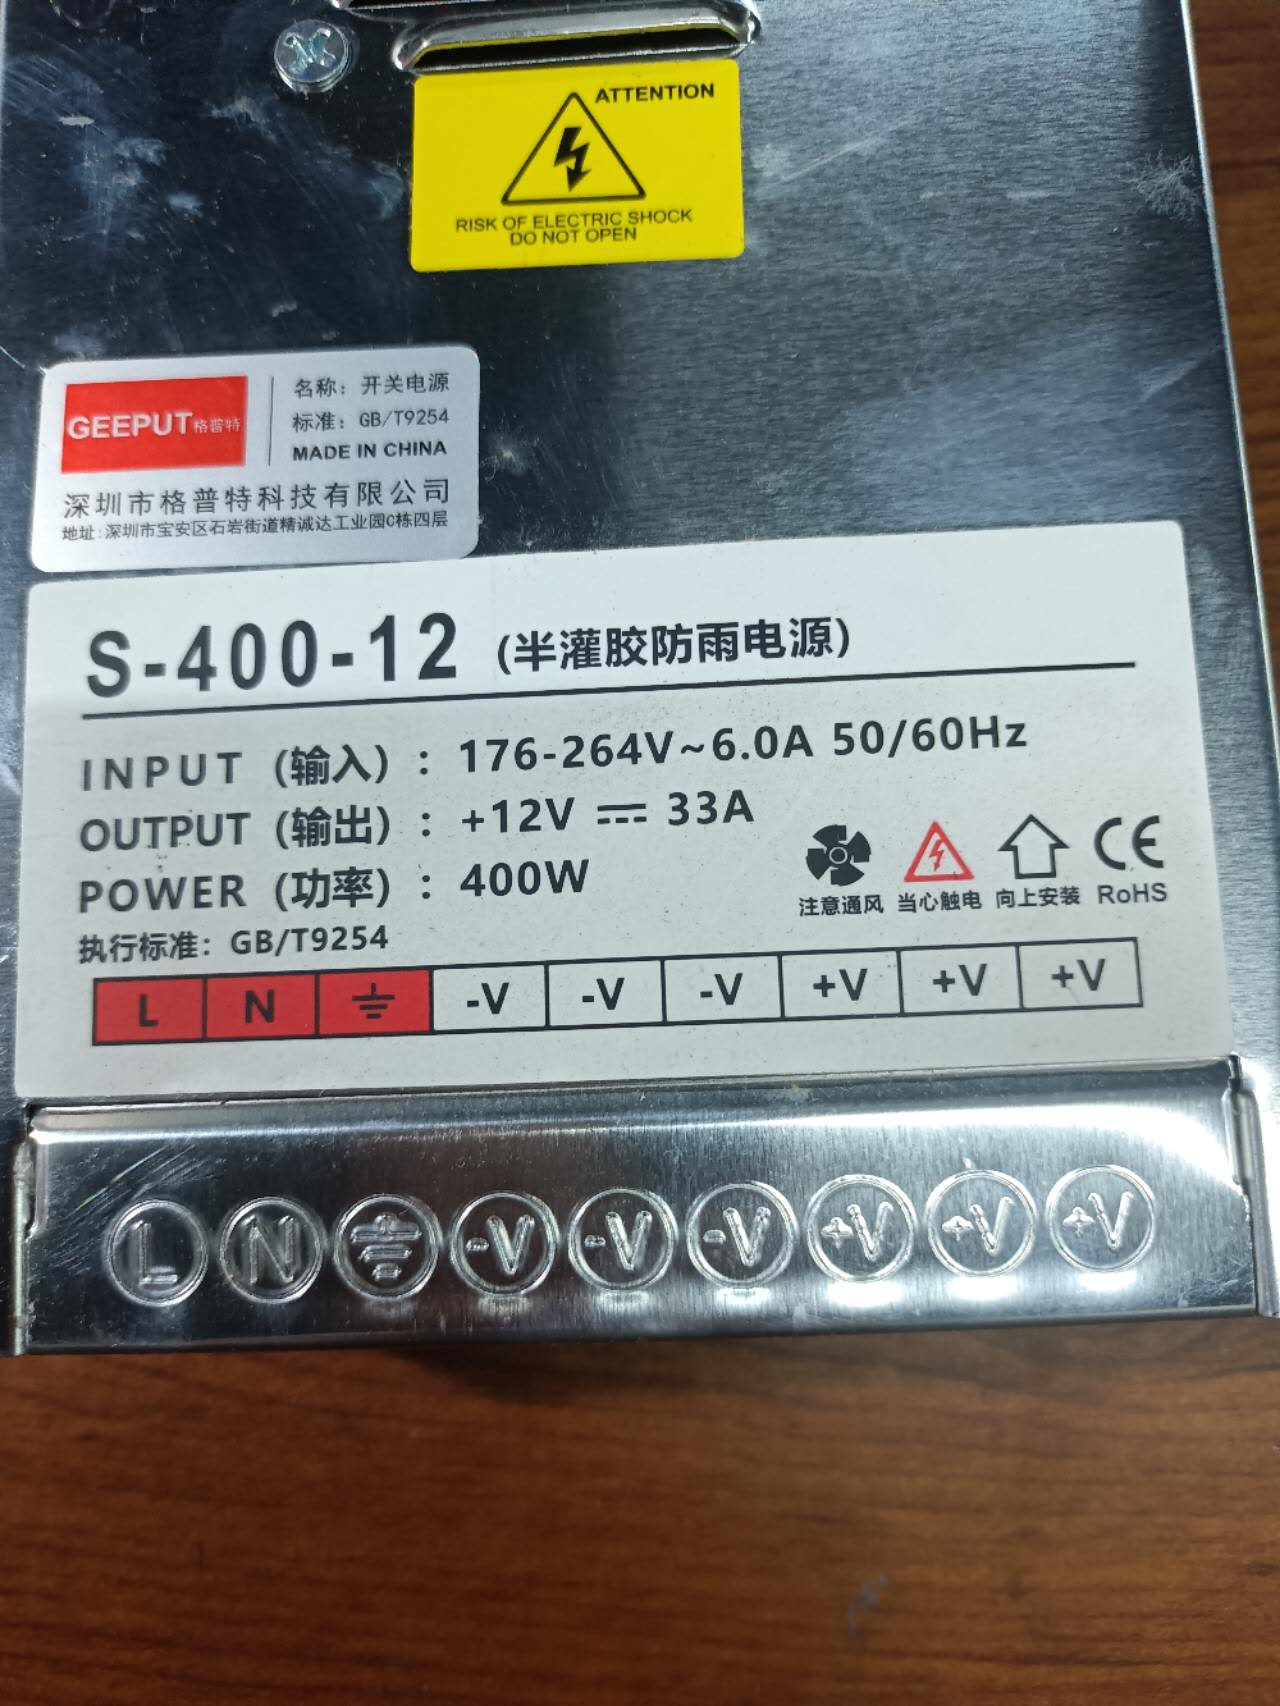 ATTENTION
RISK OF ELECTRIC SHOCK
DO NOT OPEN
GEEPUT格普特
名称：开关电源
标准：GB/T9254
MADE IN CHINA
深圳市格普特科技有限公司
地址:深圳市宝安区石岩街道精诚达工业园C栋四层
S-400-12 (半灌胶防雨电源)
INPUT (输入) : 176-264V~6.0A 50/60Hz
OUTPUT (输出) : +12V ⎓ 33A
POWER (功率) : 400W
注意通风 当心触电 向上安装 CE RoHS
执行标准: GB/T9254
L N ⏚ -V -V -V +V +V +V
L N ⏚ -V -V -V +V +V +V